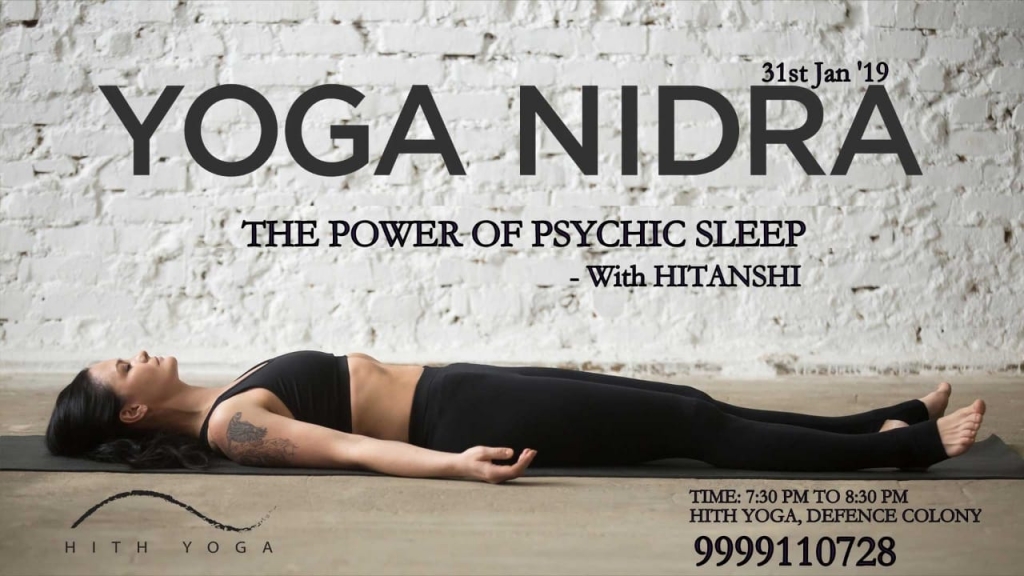 31st Jan '19
YOGA NIDRA
THE POWER OF PSYCHIC SLEEP
- With HITANSHI
TIME: 7:30 PM TO 8:30 PM
HITH YOGA, DEFENCE COLONY
9999110728
HITH YOGA